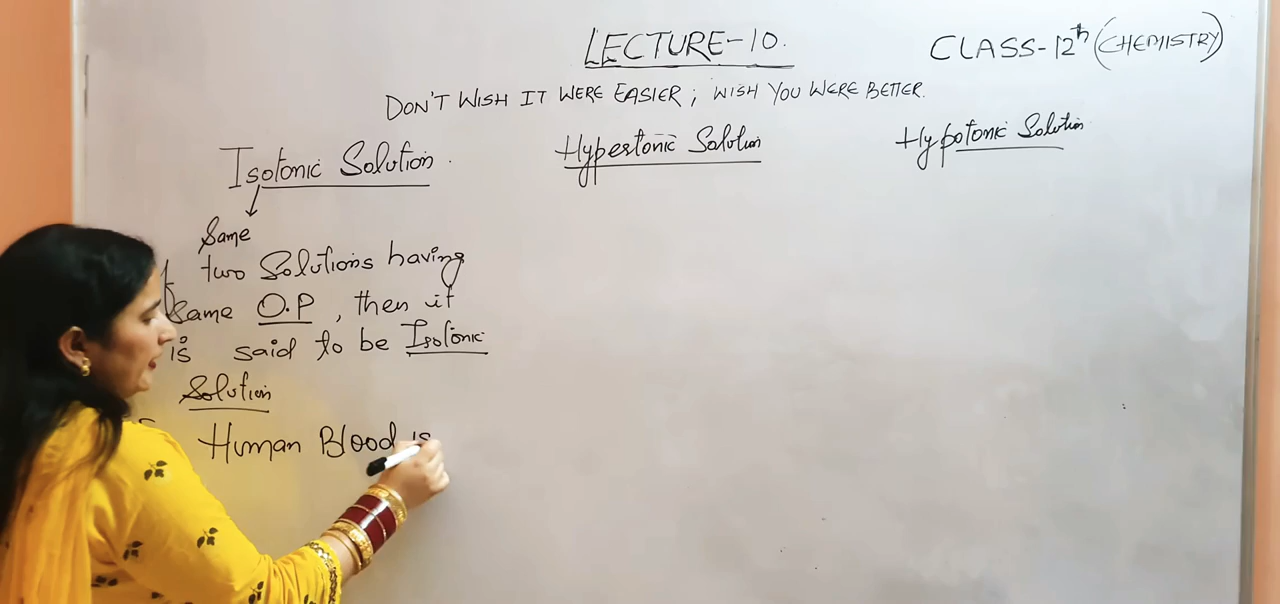 LECTURE-10.
CLASS-12th (CHEMISTRY)
DON'T WISH IT WERE EASIER; WISH YOU WERE BETTER.
Isotonic Solution.
Hypertonic Solution
Hypotonic Solution
Same
two Solutions having
Same O.P, then it
is said to be Isotonic
Solution
Human Blood is